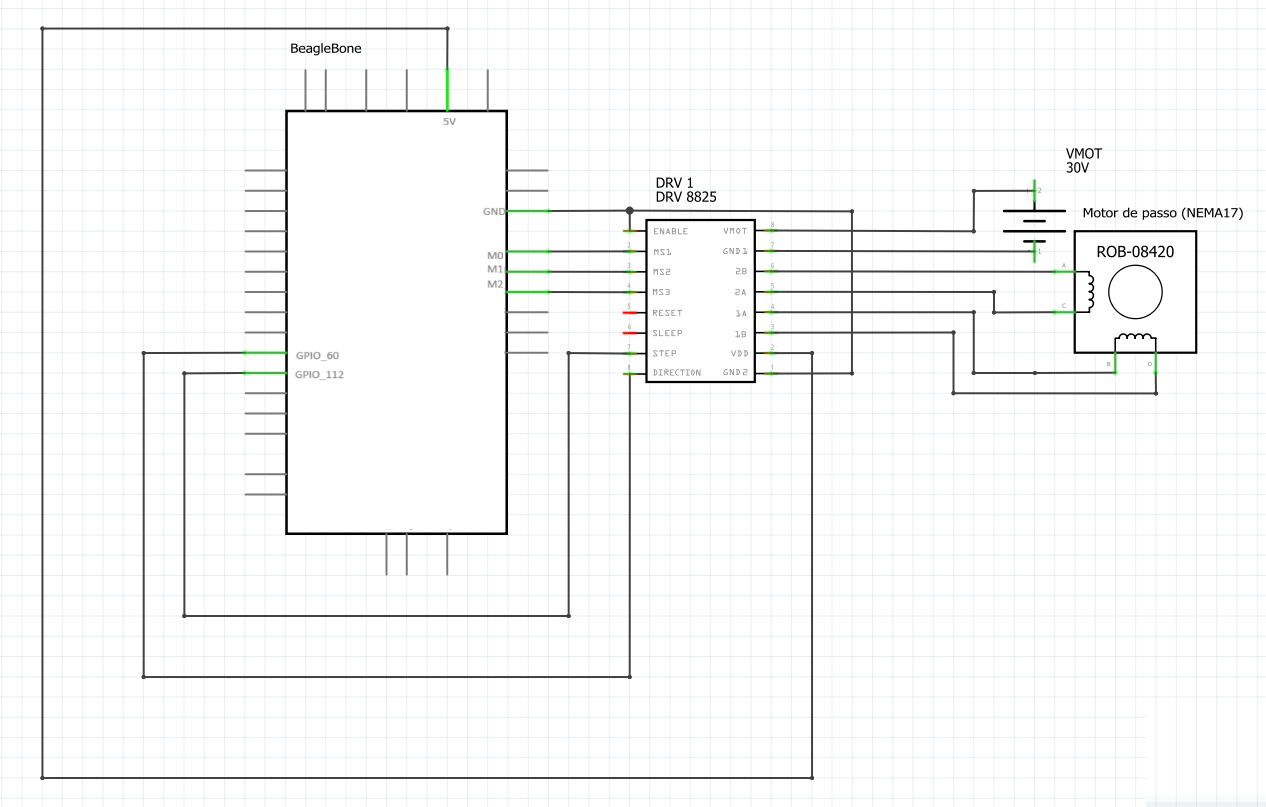 BeagleBone
5V
GND
M0
M1
M2
GPIO_60
GPIO_112
DRV 1
DRV 8825
ENABLE
MS1
MS2
MS3
RESET
SLEEP
STEP
DIRECTION
2
3
4
5
6
7
8
VMOT
GND1
2B
2A
1A
1B
VDD
GND2
8
7
6
5
4
3
2
1
VMOT
30V
2
1
Motor de passo (NEMA17)
ROB-08420
A
C
B
D